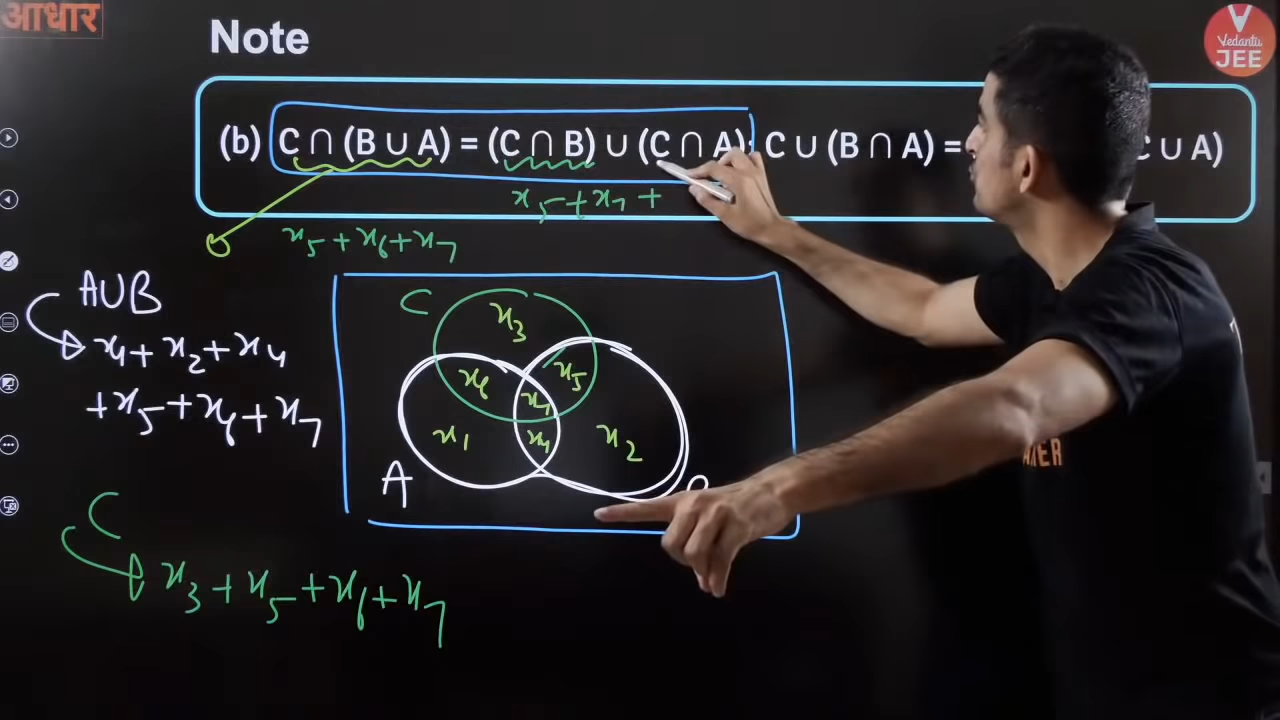 आधार
Note
Vedantu
JEE
(b) C ∩ (B ∪ A) = (C ∩ B) ∪ (C ∩ A); C ∪ (B ∩ A) = C ∪ A)
x₅ + x₇ +
x₅ + x₆ + x₇
A∪B
x₁ + x₂ + x₄
+ x₅ + x₆ + x₇
C
x₃
x₆ x₅
x₇
x₁ x₄ x₂
A
C
x₃ + x₅ + x₆ + x₇